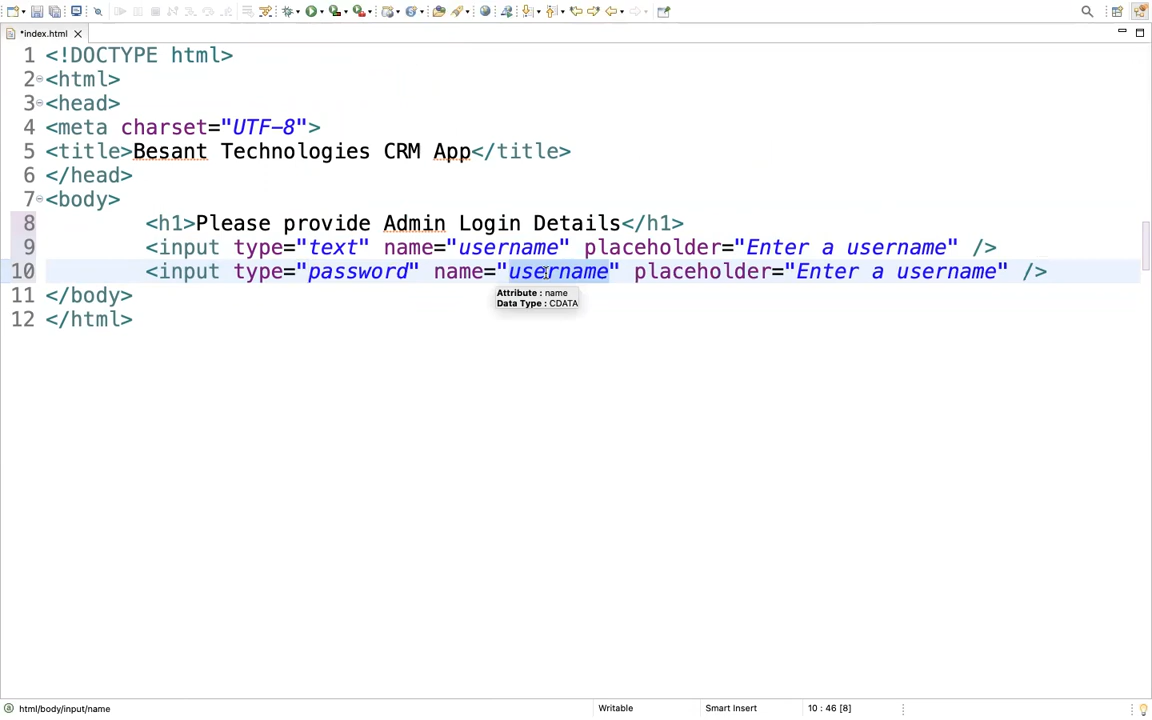 *index.html
1 <!DOCTYPE html>
2 <html>
3 <head>
4 <meta charset="UTF-8">
5 <title>Besant Technologies CRM App</title>
6 </head>
7 <body>
8 <h1>Please provide Admin Login Details</h1>
9 <input type="text" name="username" placeholder="Enter a username" />
10 <input type="password" name="username" placeholder="Enter a username" />
Attribute : name
Data Type : CDATA
11 </body>
12 </html>
html/body/input/name Writable Smart Insert 10 : 46 [8]